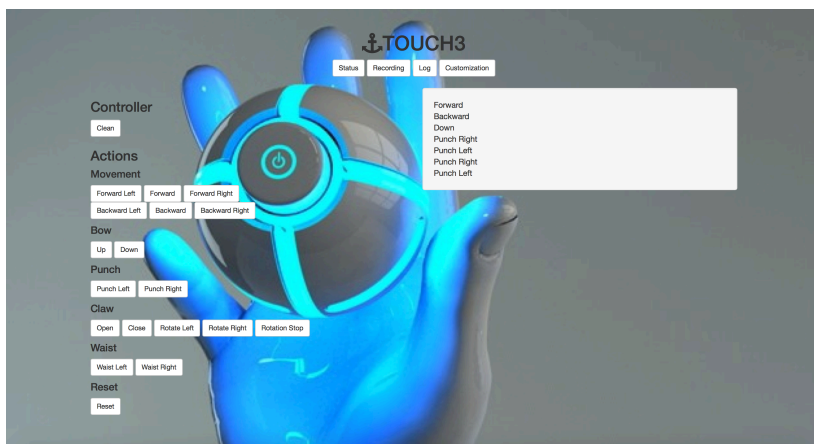 TOUCH3
Status Recording Log Customization
Controller
Clean
Actions
Movement
Forward Left Forward Forward Right
Backward Left Backward Backward Right
Bow
Up Down
Punch
Punch Left Punch Right
Claw
Open Close Rotate Left Rotate Right Rotation Stop
Waist
Waist Left Waist Right
Reset
Reset
Forward
Backward
Down
Punch Right
Punch Left
Punch Right
Punch Left